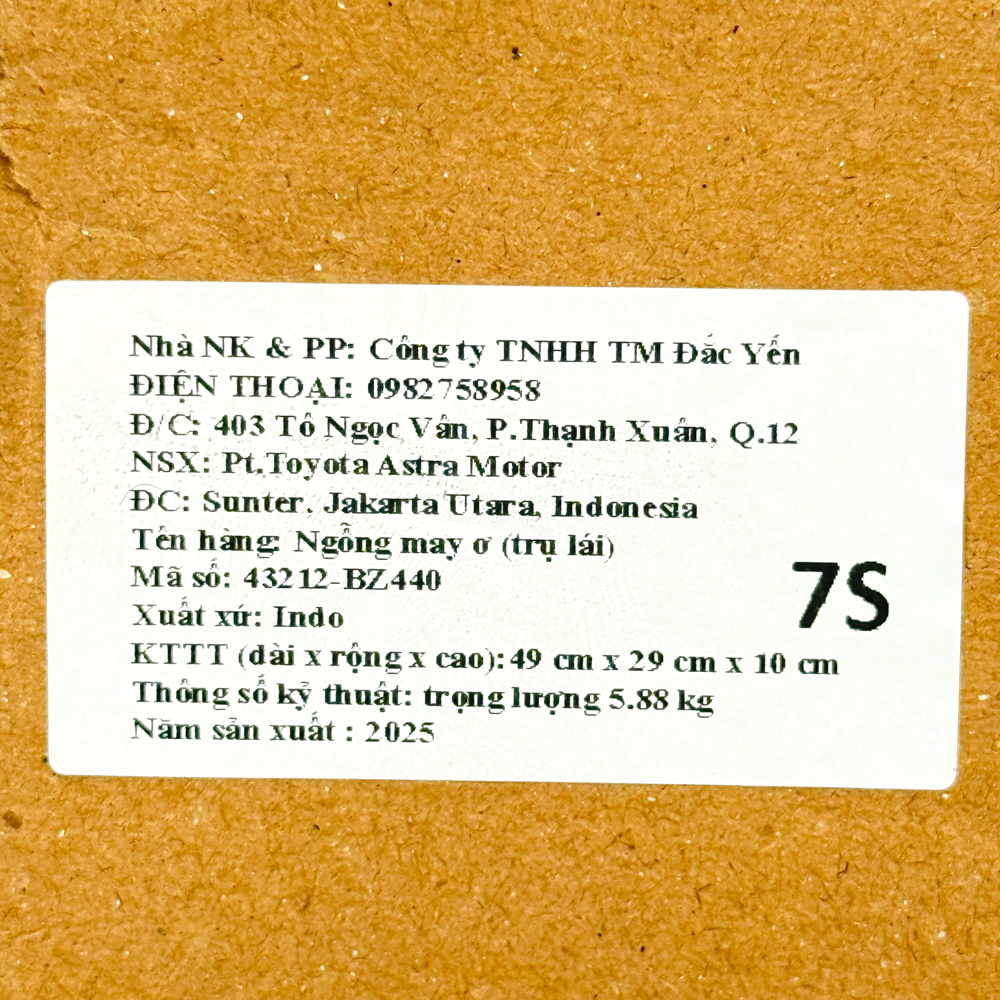 Nhà NK & PP: Công ty TNHH TM Đắc Yến
ĐIỆN THOẠI: 0982758958
Đ/C: 403 Tô Ngọc Vân, P.Thạnh Xuân, Q.12
NSX: Pt.Toyota Astra Motor
ĐC: Sunter, Jakarta Utara, Indonesia
Tên hàng: Ngỗng may ơ (trụ lái)
Mã số: 43212-BZ440
7S
Xuất xứ: Indo
KTTT (dài x rộng x cao): 49 cm x 29 cm x 10 cm
Thông số kỷ thuật: trọng lượng 5.88 kg
Năm sản xuất : 2025